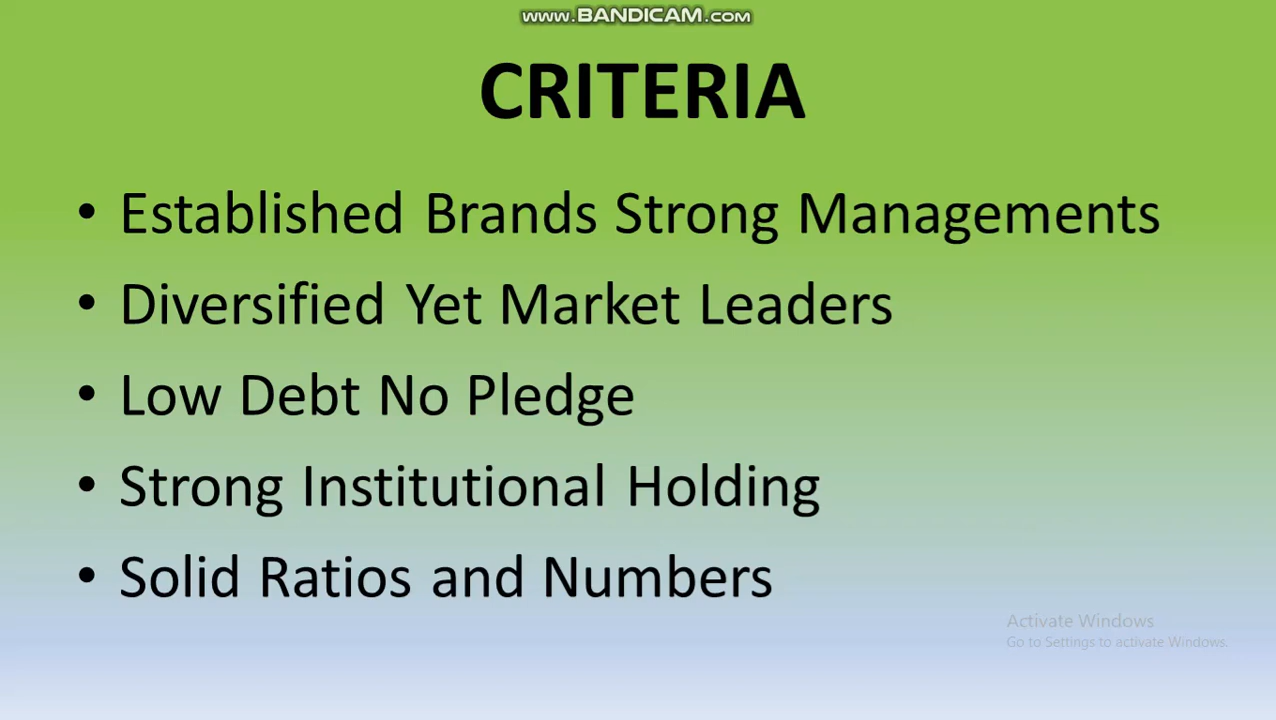 www.BANDICAM.com
CRITERIA
• Established Brands Strong Managements
• Diversified Yet Market Leaders
• Low Debt No Pledge
• Strong Institutional Holding
• Solid Ratios and Numbers
Activate Windows
Go to Settings to activate Windows.